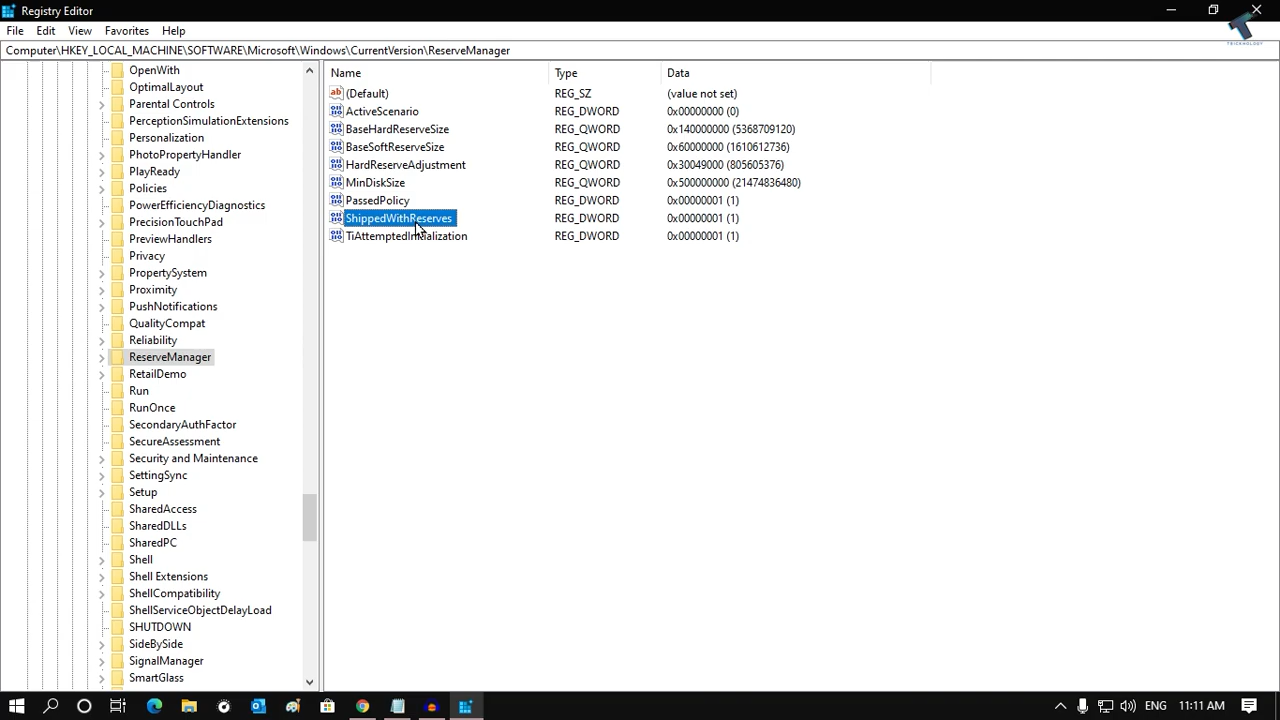 Registry Editor
File Edit View Favorites Help
TRICKNOLOGY
Computer\HKEY_LOCAL_MACHINE\SOFTWARE\Microsoft\Windows\CurrentVersion\ReserveManager
OpenWith
OptimalLayout
Parental Controls
PerceptionSimulationExtensions
Personalization
PhotoPropertyHandler
PlayReady
Policies
PowerEfficiencyDiagnostics
PrecisionTouchPad
PreviewHandlers
Privacy
PropertySystem
Proximity
PushNotifications
QualityCompat
Reliability
ReserveManager
RetailDemo
Run
RunOnce
SecondaryAuthFactor
SecureAssessment
Security and Maintenance
SettingSync
Setup
SharedAccess
SharedDLLs
SharedPC
Shell
Shell Extensions
ShellCompatibility
ShellServiceObjectDelayLoad
SHUTDOWN
SideBySide
SignalManager
SmartGlass
Name Type Data
ab (Default) REG_SZ (value not set)
ActiveScenario REG_DWORD 0x00000000 (0)
BaseHardReserveSize REG_QWORD 0x140000000 (5368709120)
BaseSoftReserveSize REG_QWORD 0x60000000 (1610612736)
HardReserveAdjustment REG_QWORD 0x30049000 (805605376)
MinDiskSize REG_QWORD 0x500000000 (21474836480)
PassedPolicy REG_DWORD 0x00000001 (1)
ShippedWithReserves REG_DWORD 0x00000001 (1)
TiAttemptedInitialization REG_DWORD 0x00000001 (1)
ENG 11:11 AM